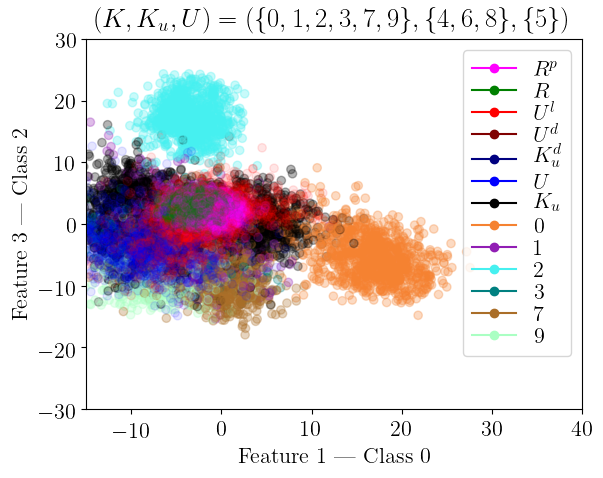 (K, K_u, U) = ({0, 1, 2, 3, 7, 9}, {4, 6, 8}, {5})
30
20
10
0
−10
−20
−30
Feature 3 — Class 2
R^p
R
U^l
U^d
K_u^d
U
K_u
0
1
2
3
7
9
−10
0
10
20
30
40
Feature 1 — Class 0